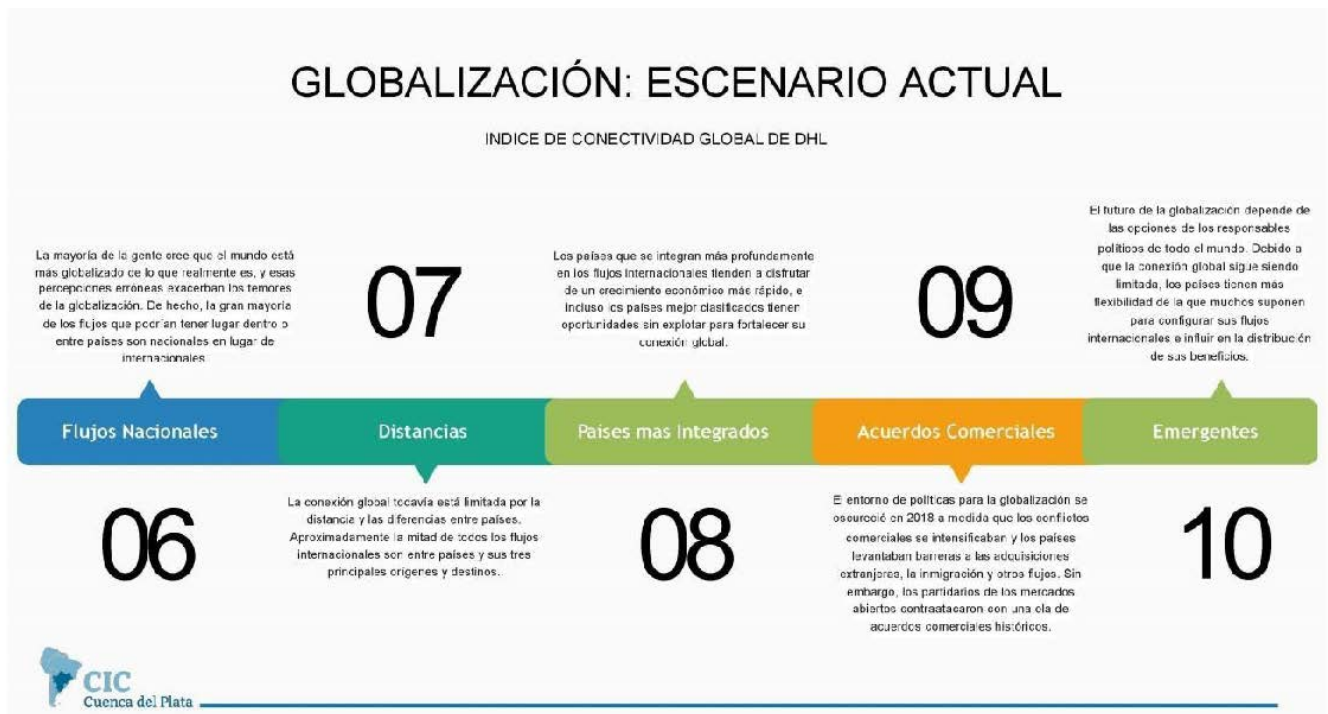 GLOBALIZACIÓN: ESCENARIO ACTUAL
INDICE DE CONECTIVIDAD GLOBAL DE DHL
La mayoría de la gente cree que el mundo está
más globalizado de lo que realmente es, y esas
percepciones erróneas exacerban los temores
de la globalización. De hecho, la gran mayoría
de los flujos que podrían tener lugar dentro o
entre países son nacionales en lugar de
internacionales
Flujos Nacionales
06
07
Distancias
La conexión global todavía está limitada por la
distancia y las diferencias entre países.
Aproximadamente la mitad de todos los flujos
internacionales son entre países y sus tres
principales orígenes y destinos.
Los países que se integran más profundamente
en los flujos internacionales tienden a disfrutar
de un crecimiento económico más rápido, e
incluso los países mejor clasificados tienen
oportunidades sin explotar para fortalecer su
conexión global.
Paises mas Integrados
08
09
Acuerdos Comerciales
El entorno de políticas para la globalización se
oscureció en 2018 a medida que los conflictos
comerciales se intensificaban y los países
levantaban barreras a las adquisiciones
extranjeras, la inmigración y otros flujos. Sin
embargo, los partidarios de los mercados
abiertos contraatacaron con una ola de
acuerdos comerciales históricos.
El futuro de la globalización depende de
las opciones de los responsables
políticos de todo el mundo. Debido a
que la conexión global sigue siendo
limitada, los países tienen más
flexibilidad de la que muchos suponen
para configurar sus flujos
internacionales e influir en la distribución
de sus beneficios.
Emergentes
10
CIC
Cuenca del Plata